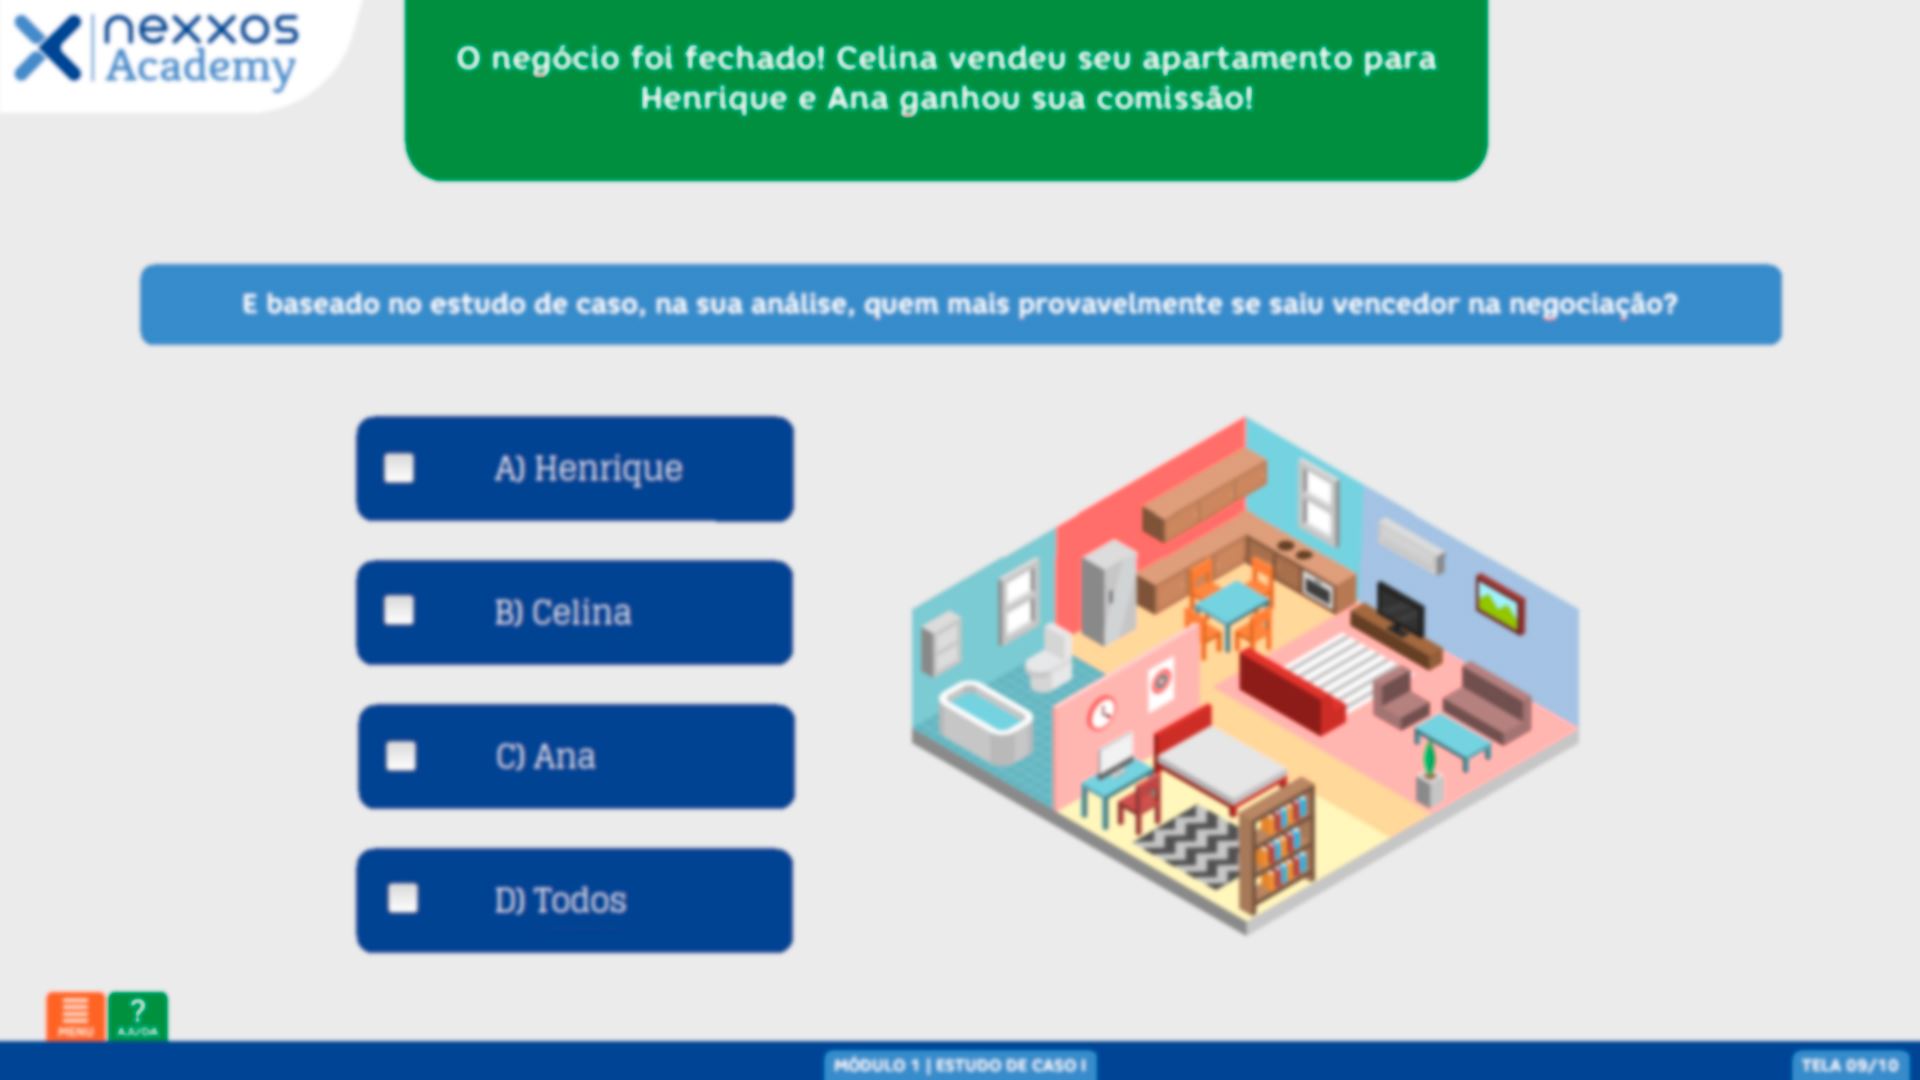 nexxos
Academy
O negócio foi fechado! Celina vendeu seu apartamento para
Henrique e Ana ganhou sua comissão!
E baseado no estudo de caso, na sua análise, quem mais provavelmente se saiu vencedor na negociação?
A) Henrique
B) Celina
C) Ana
D) Todos
MENU
?
AJUDA
MÓDULO 1 | ESTUDO DE CASO I
TELA 09/10